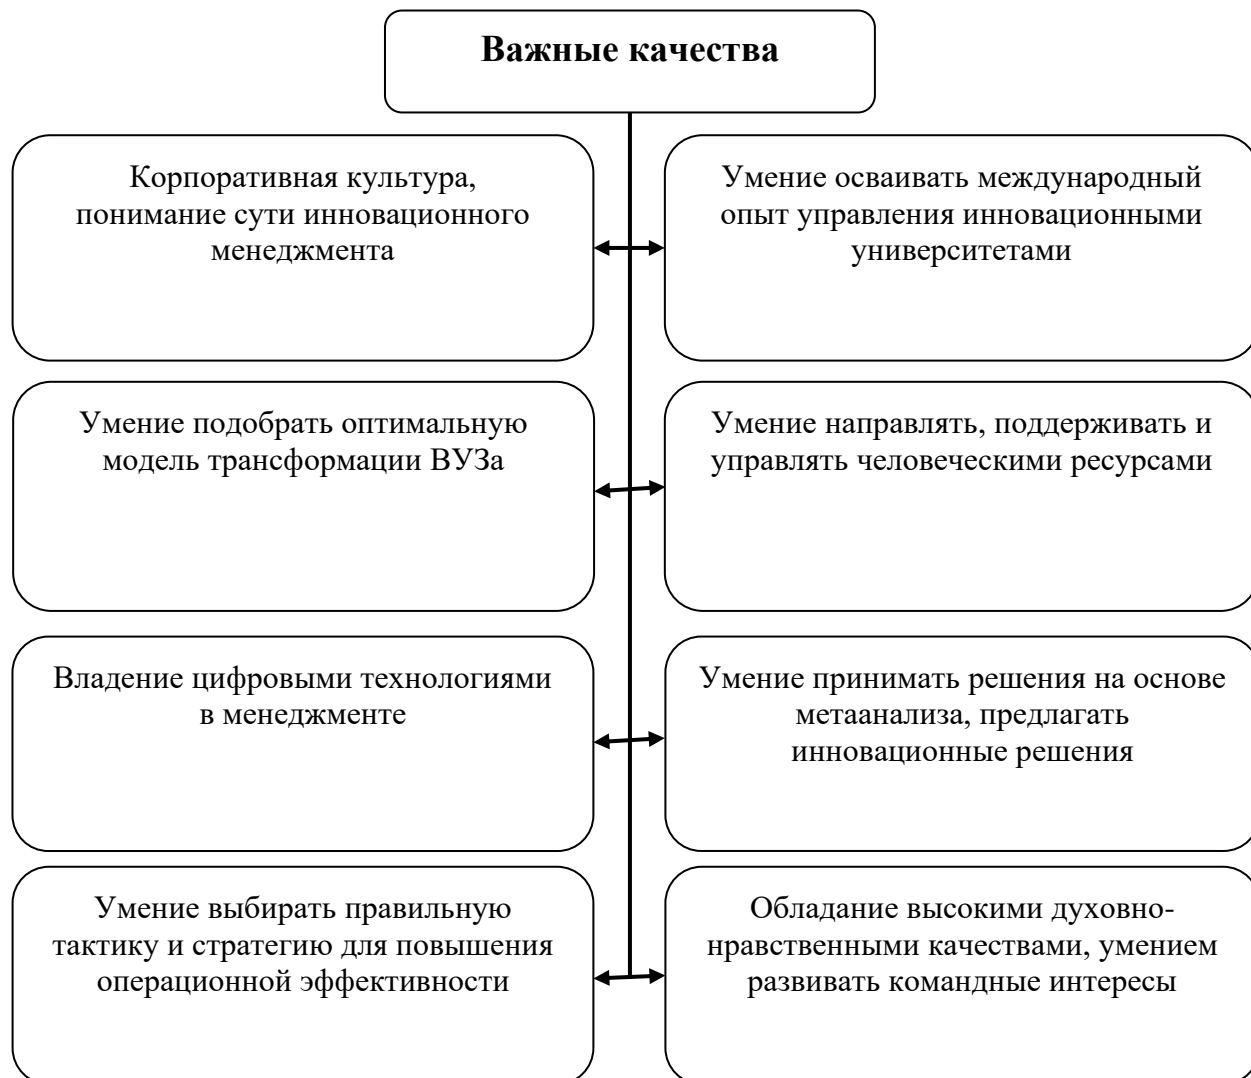 Важные качества
Корпоративная культура,
понимание сути инновационного
менеджмента
Умение осваивать международный
опыт управления инновационными
университетами
Умение подобрать оптимальную
модель трансформации ВУЗа
Умение направлять, поддерживать и
управлять человеческими ресурсами
Владение цифровыми технологиями
в менеджменте
Умение принимать решения на основе
метаанализа, предлагать
инновационные решения
Умение выбирать правильную
тактику и стратегию для повышения
операционной эффективности
Обладание высокими духовно-
нравственными качествами, умением
развивать командные интересы